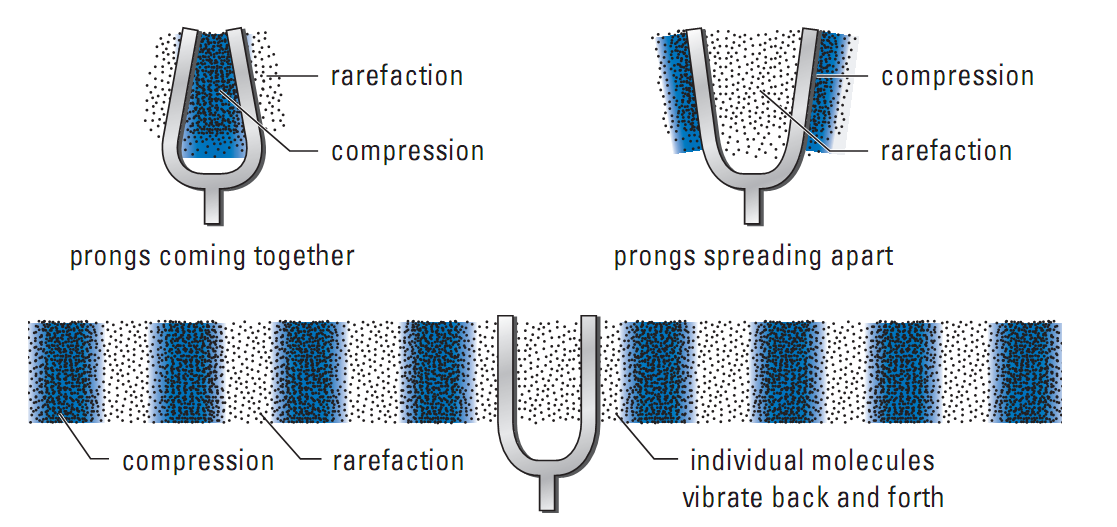 rarefaction
compression
prongs coming together
compression
rarefaction
prongs spreading apart
compression
rarefaction
individual molecules
vibrate back and forth